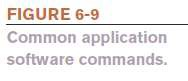 FIGURE 6-9
Common application
software commands.